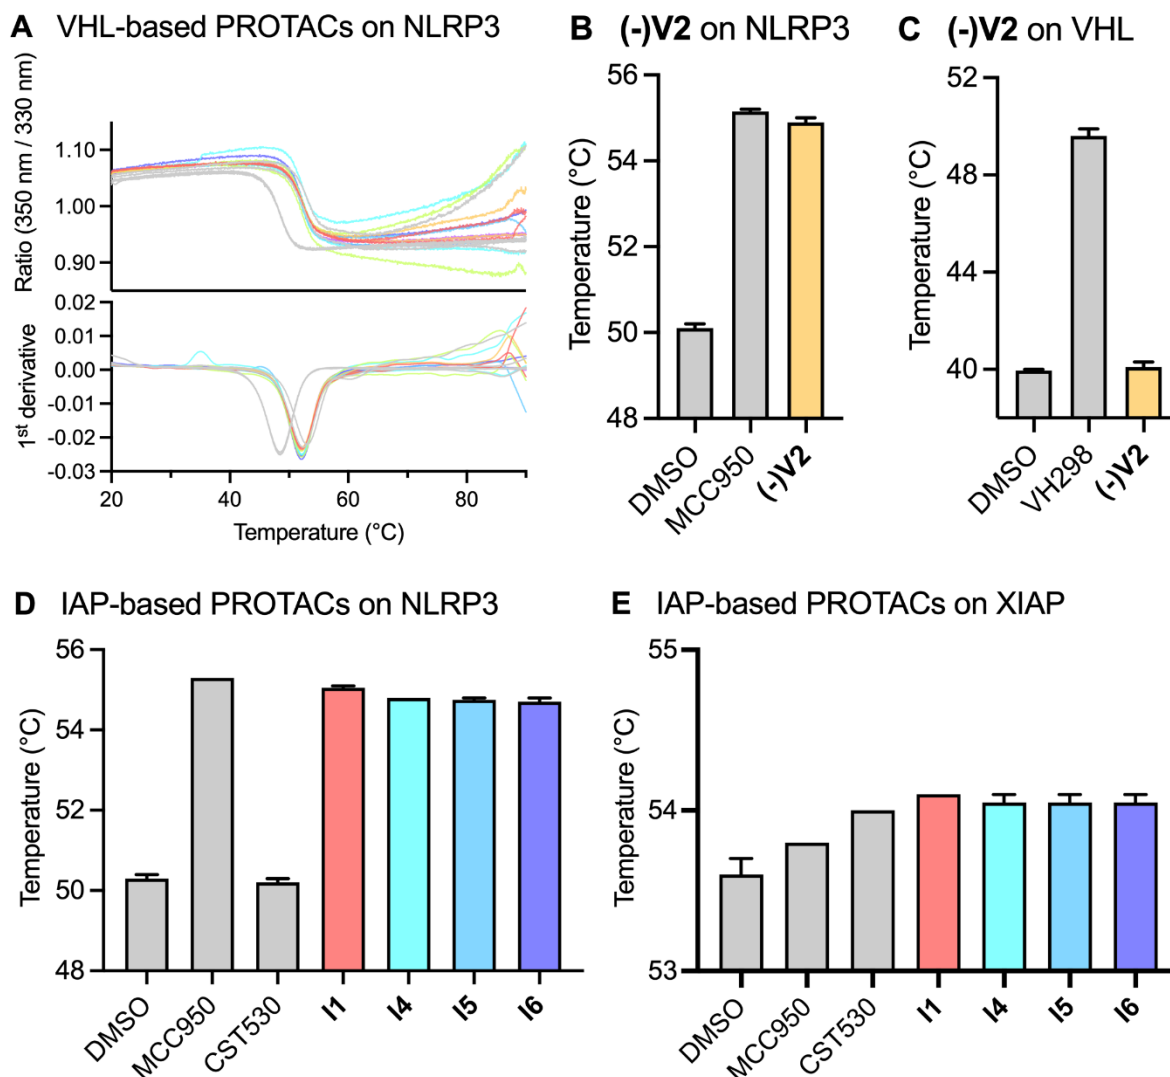 A VHL-based PROTACs on NLRP3
Ratio (350 nm / 330 nm)
1.10
1.00
0.90
1st derivative
0.02
0.01
0.00
-0.01
-0.02
-0.03
20 40 60 80
Temperature (°C)
B (-)V2 on NLRP3
Temperature (°C)
56
54
52
50
48
DMSO
MCC950
(-)V2
C (-)V2 on VHL
Temperature (°C)
52
48
44
40
DMSO
VH298
(-)V2
D IAP-based PROTACs on NLRP3
Temperature (°C)
56
54
52
50
48
DMSO
MCC950
CST530
I1
I4
I5
I6
E IAP-based PROTACs on XIAP
Temperature (°C)
55
54
53
DMSO
MCC950
CST530
I1
I4
I5
I6